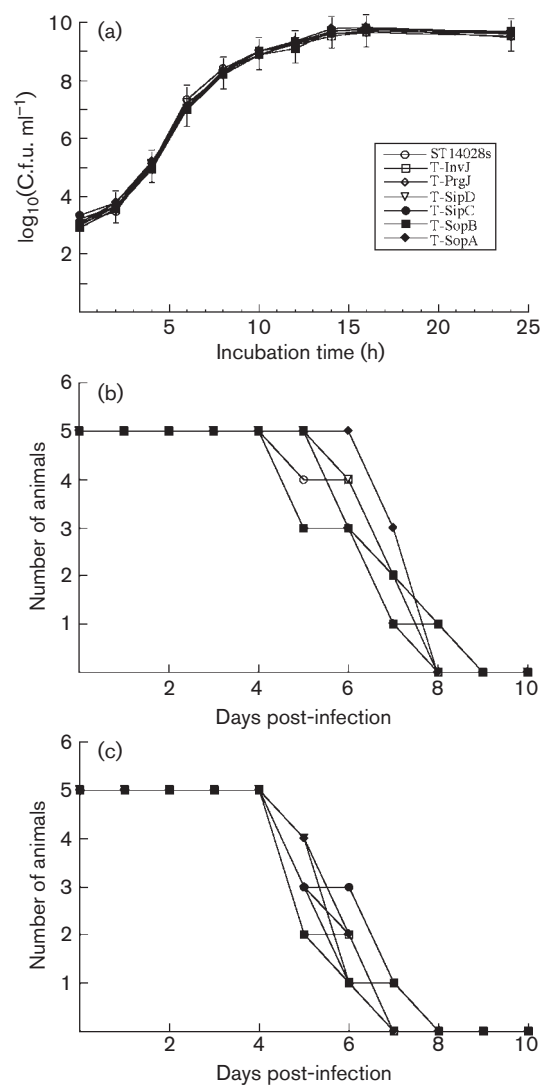 (a)
10
8
6
4
2
log₁₀(C.f.u. ml⁻¹)
ST14028s
T-InvJ
T-PrgJ
T-SipD
T-SipC
T-SopB
T-SopA
5 10 15 20 25
Incubation time (h)
(b)
6
5
4
3
2
1
Number of animals
2 4 6 8 10
Days post-infection
(c)
6
5
4
3
2
1
Number of animals
2 4 6 8 10
Days post-infection